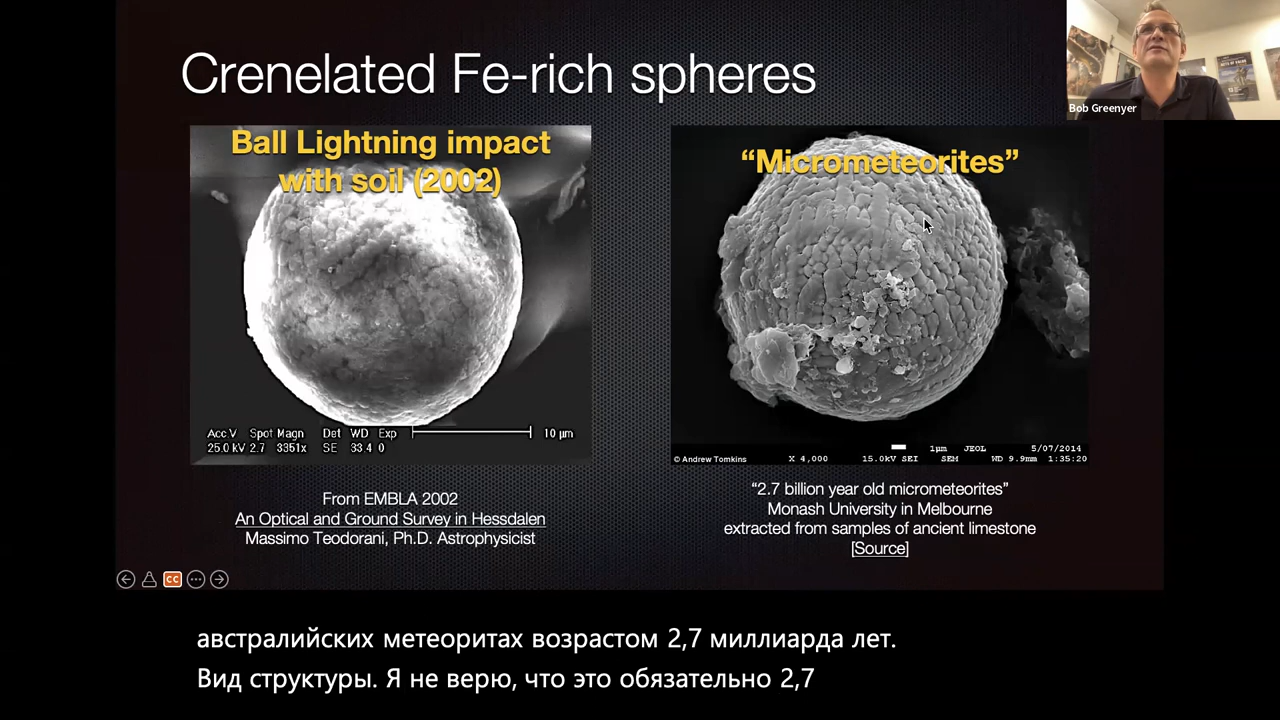 Crenelated Fe-rich spheres
Bob Greenyer
Ball Lightning impact
with soil (2002)
Acc.V Spot Magn Det WD Exp
25.0 kV 2.7 3351x SE 33.4 0
10 µm
From EMBLA 2002
An Optical and Ground Survey in Hessdalen
Massimo Teodorani, Ph.D. Astrophysicist
“Micrometeorites”
1µm JEOL 5/07/2014
© Andrew Tomkins X 4,000 15.0kV SEI SEM WD 9.9mm 1:35:20
“2.7 billion year old micrometeorites”
Monash University in Melbourne
extracted from samples of ancient limestone
[Source]
CC
австралийских метеоритах возрастом 2,7 миллиарда лет.
Вид структуры. Я не верю, что это обязательно 2,7